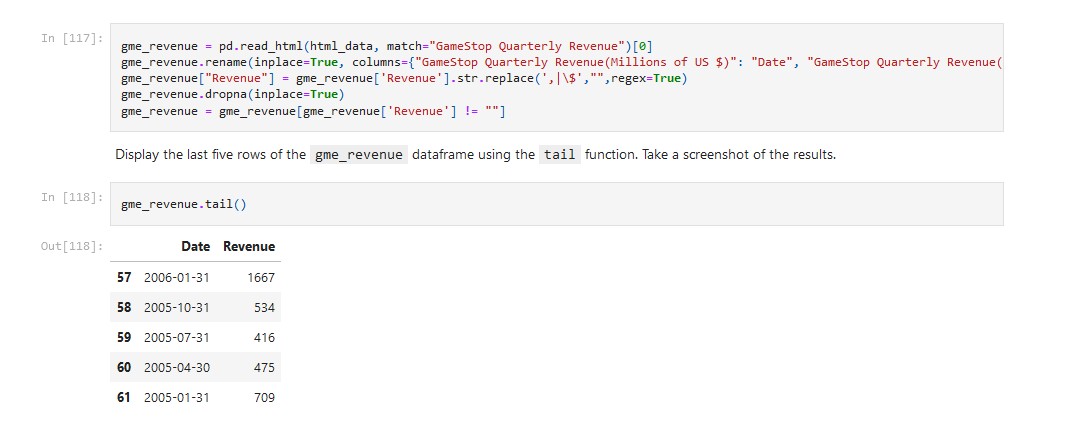 In [117]:
gme_revenue = pd.read_html(html_data, match="GameStop Quarterly Revenue")[0]
gme_revenue.rename(inplace=True, columns={"GameStop Quarterly Revenue(Millions of US $)": "Date", "GameStop Quarterly Revenue(
gme_revenue["Revenue"] = gme_revenue['Revenue'].str.replace(',|\$',"",regex=True)
gme_revenue.dropna(inplace=True)
gme_revenue = gme_revenue[gme_revenue['Revenue'] != ""]
Display the last five rows of the gme_revenue dataframe using the tail function. Take a screenshot of the results.
In [118]:
gme_revenue.tail()
Out[118]:
Date Revenue
57 2006-01-31 1667
58 2005-10-31 534
59 2005-07-31 416
60 2005-04-30 475
61 2005-01-31 709